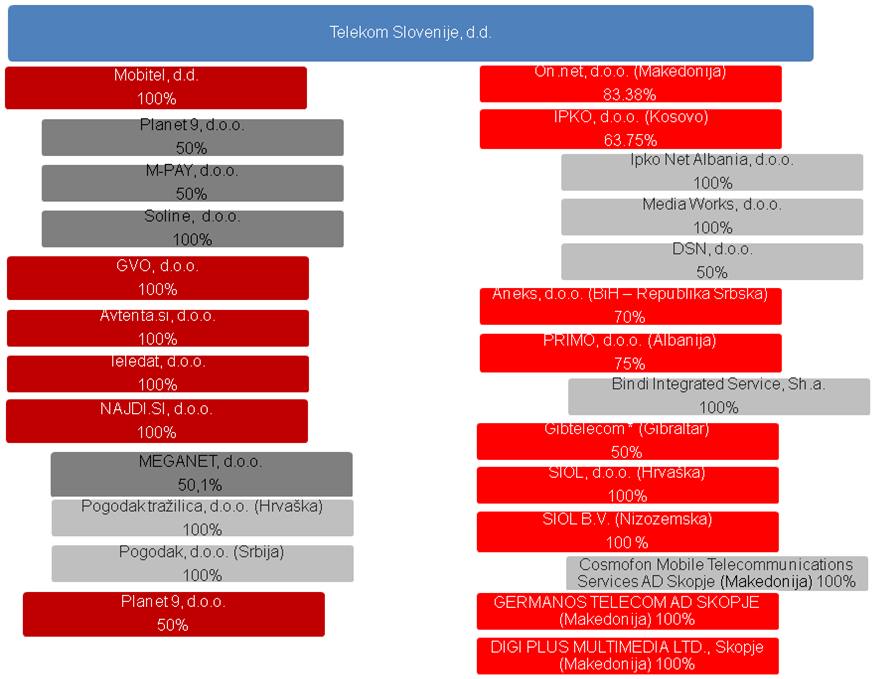 Telekom Slovenije, d.d.
Mobitel, d.d.
100%
Planet 9, d.o.o.
50%
M-PAY, d.o.o.
50%
Soline, d.o.o.
100%
GVO, d.o.o.
100%
Avtenta.si, d.o.o.
100%
Teledat, d.o.o.
100%
NAJDI.SI, d.o.o.
100%
MEGANET, d.o.o.
50,1%
Pogodak tražilica, d.o.o. (Hrvaška)
100%
Pogodak, d.o.o. (Srbija)
100%
Planet 9, d.o.o.
50%
On.net, d.o.o. (Makedonija)
83.38%
IPKO, d.o.o. (Kosovo)
63.75%
Ipko Net Albania, d.o.o.
100%
Media Works, d.o.o.
100%
DSN, d.o.o.
50%
Aneks, d.o.o. (BiH – Republika Srbska)
70%
PRIMO, d.o.o. (Albanija)
75%
Bindi Integrated Service, Sh.a.
100%
Gibtelecom * (Gibraltar)
50%
SIOL, d.o.o. (Hrvaška)
100%
SIOL B.V. (Nizozemska)
100 %
Cosmofon Mobile Telecommunications
Services AD Skopje (Makedonija) 100%
GERMANOS TELECOM AD SKOPJE
(Makedonija) 100%
DIGI PLUS MULTIMEDIA LTD., Skopje
(Makedonija) 100%